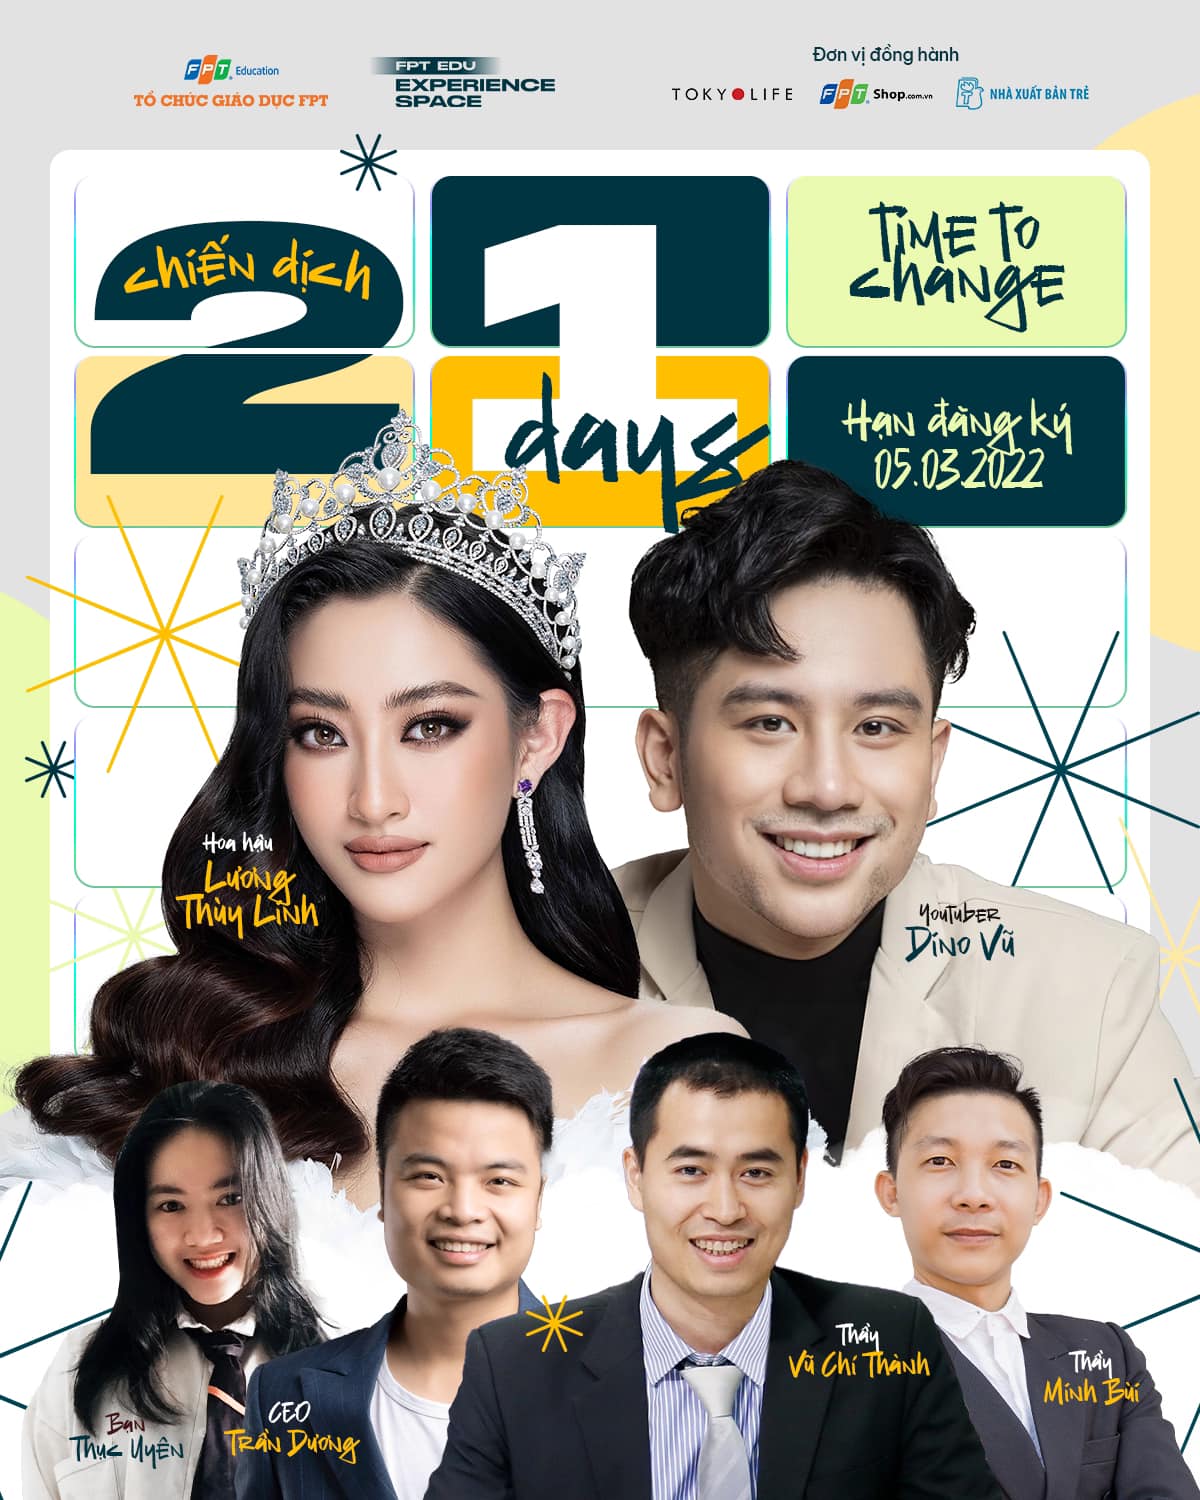 FPT Education
TỔ CHỨC GIÁO DỤC FPT
FPT EDU
EXPERIENCE
SPACE
Đơn vị đồng hành
TOKYOLIFE
FPT Shop.com.vn
NHÀ XUẤT BẢN TRẺ
chiến dịch
21
days
TIME TO
change
Hạn đăng ký
05.03.2022
Hoa hậu
Lương
Thùy Linh
Youtuber
Dino Vũ
Bạn
Thục Uyên
CEO
Trần Dương
Thầy
Vũ Chí Thành
Thầy
Minh Bùi